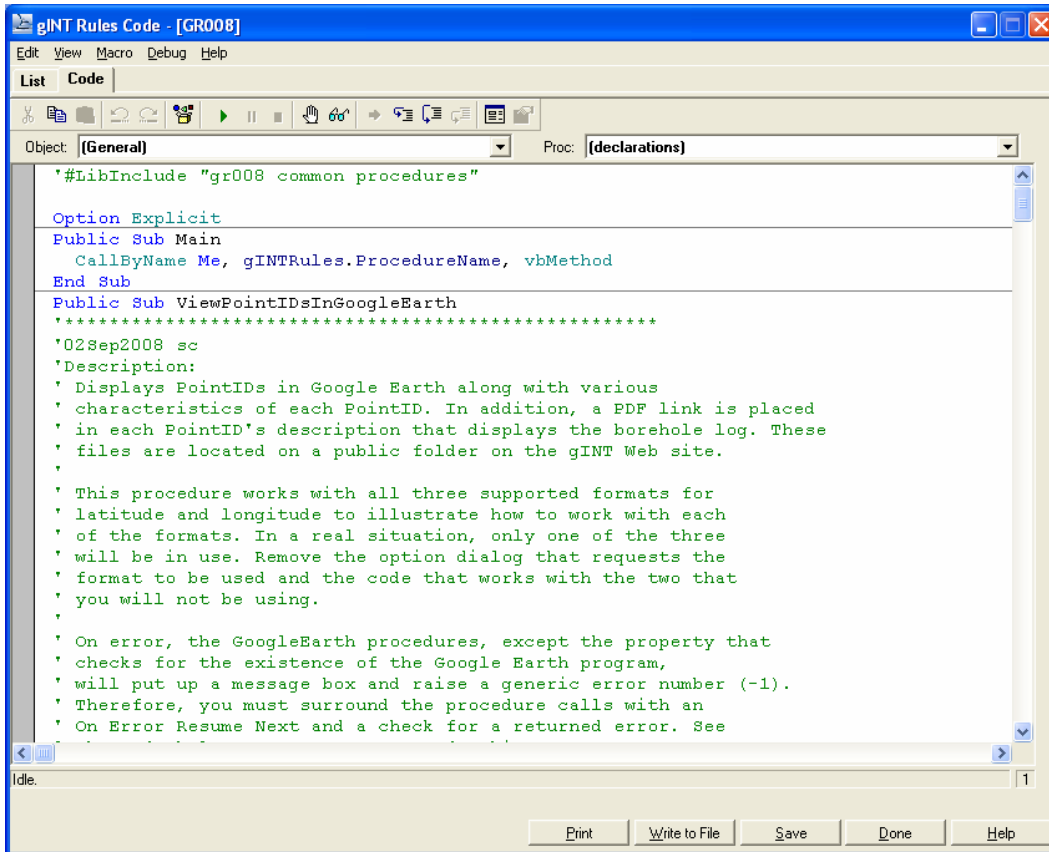 gINT Rules Code - [GR008]
Edit View Macro Debug Help
List Code
Object: (General) Proc: (declarations)
'#LibInclude "gr008 common procedures"
Option Explicit
Public Sub Main
CallByName Me, gINTRules.ProcedureName, vbMethod
End Sub
Public Sub ViewPointIDsInGoogleEarth
'*****************************************************
'02Sep2008 sc
'Description:
' Displays PointIDs in Google Earth along with various
' characteristics of each PointID. In addition, a PDF link is placed
' in each PointID's description that displays the borehole log. These
' files are located on a public folder on the gINT Web site.
'
' This procedure works with all three supported formats for
' latitude and longitude to illustrate how to work with each
' of the formats. In a real situation, only one of the three
' will be in use. Remove the option dialog that requests the
' format to be used and the code that works with the two that
' you will not be using.
'
' On error, the GoogleEarth procedures, except the property that
' checks for the existence of the Google Earth program,
' will put up a message box and raise a generic error number (-1).
' Therefore, you must surround the procedure calls with an
' On Error Resume Next and a check for a returned error. See
Idle. 1
Print Write to File Save Done Help